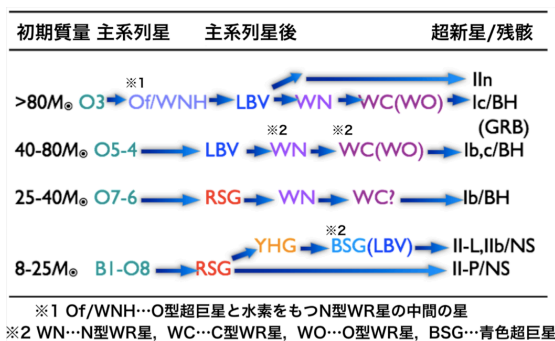 初期質量 主系列星 主系列星後 超新星/残骸
※1
IIn
>80M⊙ O3 Of/WNH LBV WN WC(WO) Ic/BH
(GRB)
※2 ※2
40-80M⊙ O5-4 LBV WN WC(WO) Ib,c/BH
25-40M⊙ O7-6 RSG WN WC? Ib/BH
※2
YHG BSG(LBV) II-L,IIb/NS
8-25M⊙ B1-O8 RSG II-P/NS
※1 Of/WNH…O型超巨星と水素をもつN型WR星の中間の星
※2 WN…N型WR星, WC…C型WR星, WO…O型WR星, BSG…青色超巨星